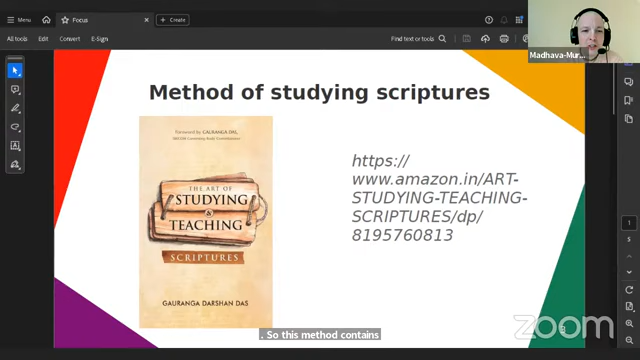 Menu
Focus
Create
All tools
Edit
Convert
E-Sign
Find text or tools
Madhava-Mur...
Method of studying scriptures
Foreword by GAURANGA DAS,
THE ART OF
STUDYING
&
TEACHING
SCRIPTURES
GAURANGA DARSHAN DAS
https://
www.amazon.in/ART-
STUDYING-TEACHING-
SCRIPTURES/dp/
8195760813
1
. So this method contains
zoom